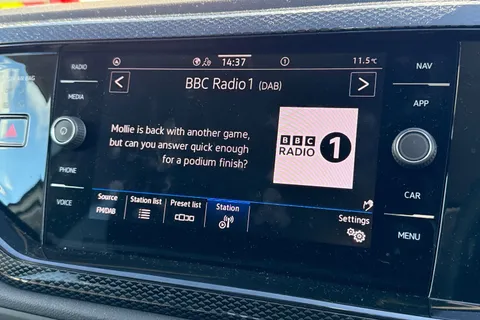 RADIO
14:37
11.5°C
NAV
BBC Radio 1 (DAB)
MEDIA
APP
Mollie is back with another game,
but can you answer quick enough
for a podium finish?
BBC
RADIO 1
PHONE
CAR
VOICE
Source
FM/DAB
Station list
Preset list
Station
Settings
MENU